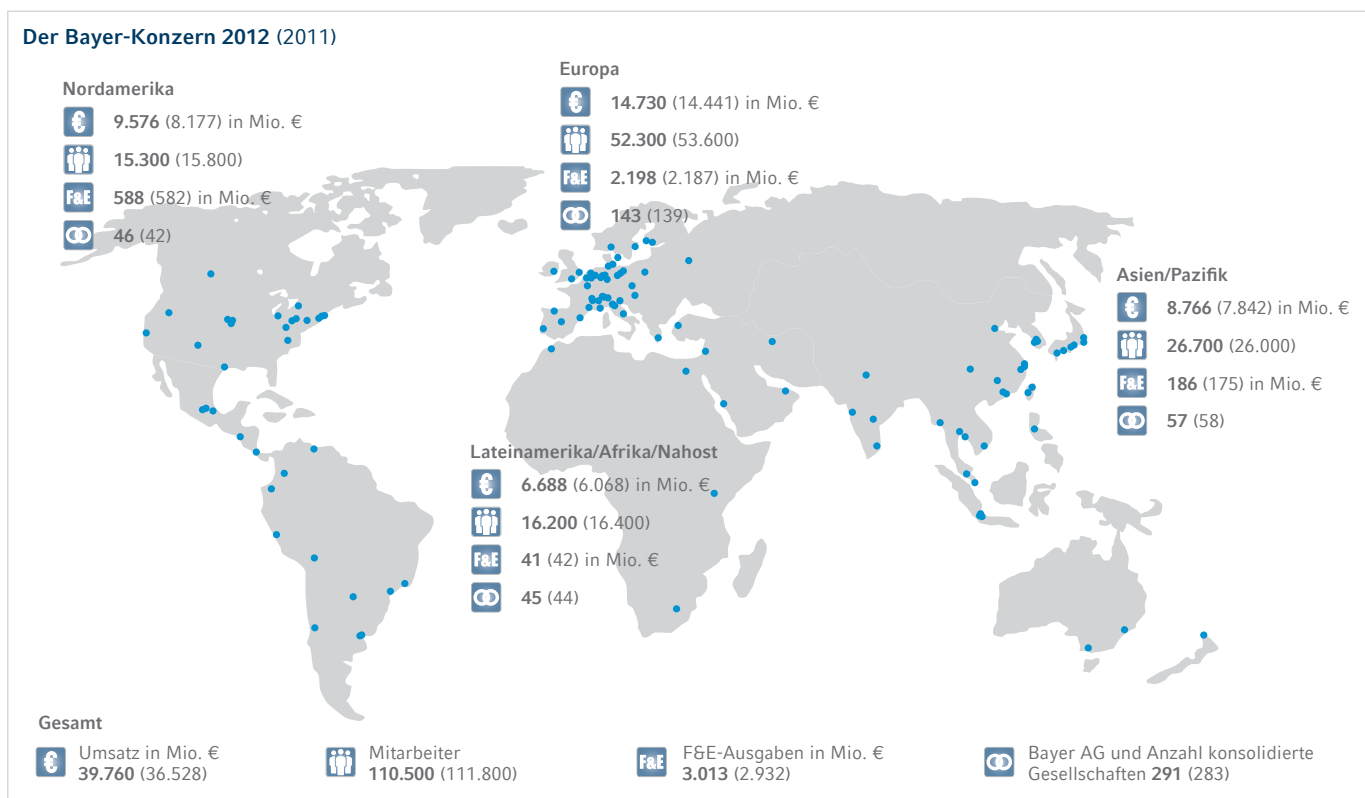 Der Bayer-Konzern 2012 (2011)
Nordamerika
€ 9.576 (8.177) in Mio. €
15.300 (15.800)
F&E 588 (582) in Mio. €
46 (42)
Europa
€ 14.730 (14.441) in Mio. €
52.300 (53.600)
F&E 2.198 (2.187) in Mio. €
143 (139)
Asien/Pazifik
€ 8.766 (7.842) in Mio. €
26.700 (26.000)
F&E 186 (175) in Mio. €
57 (58)
Lateinamerika/Afrika/Nahost
€ 6.688 (6.068) in Mio. €
16.200 (16.400)
F&E 41 (42) in Mio. €
45 (44)
Gesamt
€ Umsatz in Mio. €
39.760 (36.528)
Mitarbeiter
110.500 (111.800)
F&E F&E-Ausgaben in Mio. €
3.013 (2.932)
Bayer AG und Anzahl konsolidierte
Gesellschaften 291 (283)